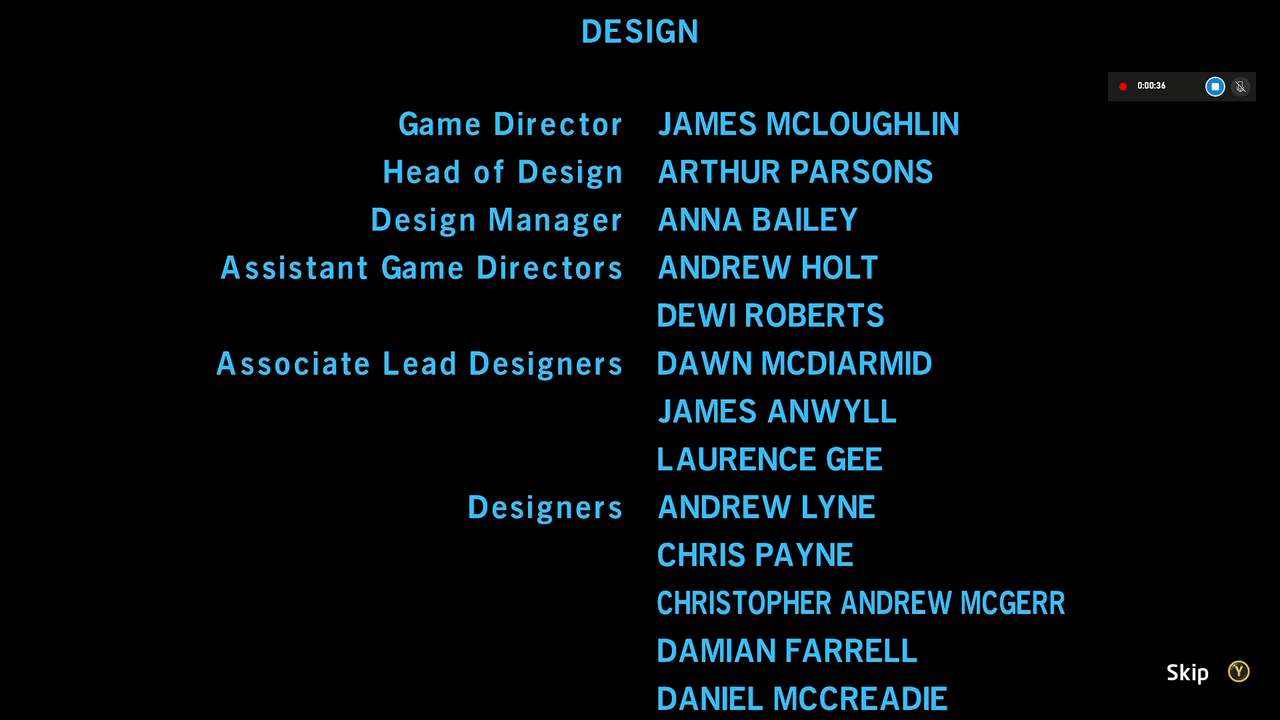 DESIGN
0:00:36
Game Director JAMES MCLOUGHLIN
Head of Design ARTHUR PARSONS
Design Manager ANNA BAILEY
Assistant Game Directors ANDREW HOLT
DEWI ROBERTS
Associate Lead Designers DAWN MCDIARMID
JAMES ANWYLL
LAURENCE GEE
Designers ANDREW LYNE
CHRIS PAYNE
CHRISTOPHER ANDREW MCGERR
DAMIAN FARRELL
Skip Y
DANIEL MCCREADIE